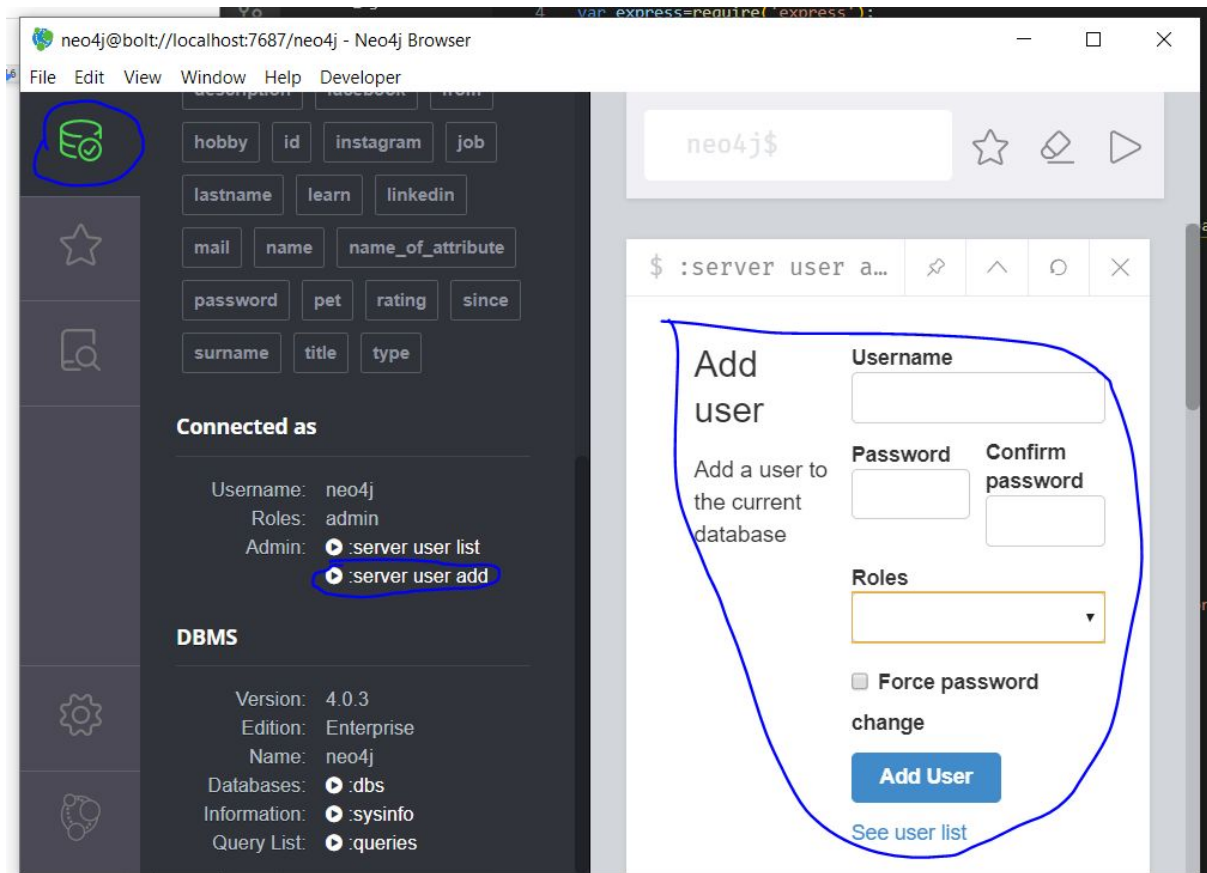 4 var express=require('express');
neo4j@bolt://localhost:7687/neo4j - Neo4j Browser
File Edit View Window Help Developer
description facebook from
hobby id instagram job
lastname learn linkedin
mail name name_of_attribute
password pet rating since
surname title type
Connected as
Username: neo4j
Roles: admin
Admin: :server user list
:server user add
DBMS
Version: 4.0.3
Edition: Enterprise
Name: neo4j
Databases: :dbs
Information: :sysinfo
Query List: :queries
neo4j$
$ :server user a…
Add
user
Add a user to
the current
database
Username
Password
Confirm
password
Roles
Force password
change
Add User
See user list